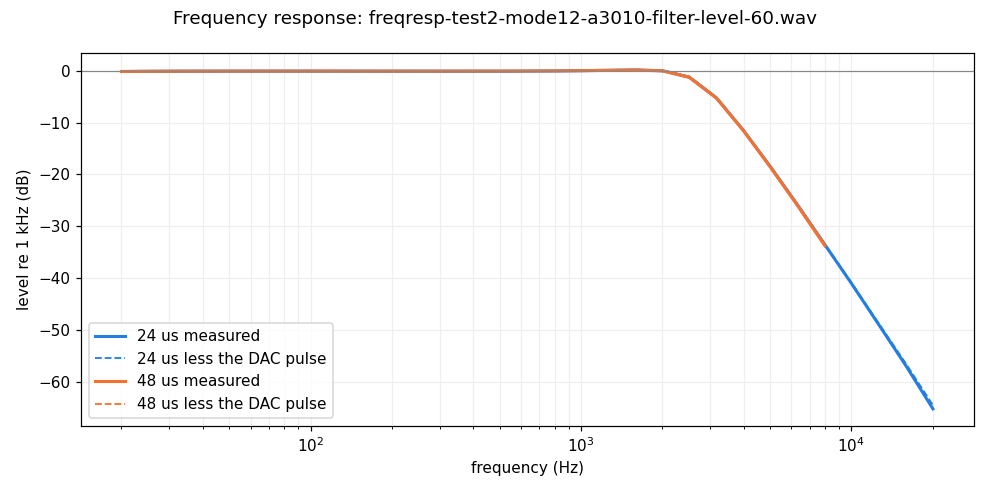 Frequency response: freqresp-test2-mode12-a3010-filter-level-60.wav
level re 1 kHz (dB)
0
−10
−20
−30
−40
−50
−60
24 us measured
24 us less the DAC pulse
48 us measured
48 us less the DAC pulse
10²
10³
10⁴
frequency (Hz)